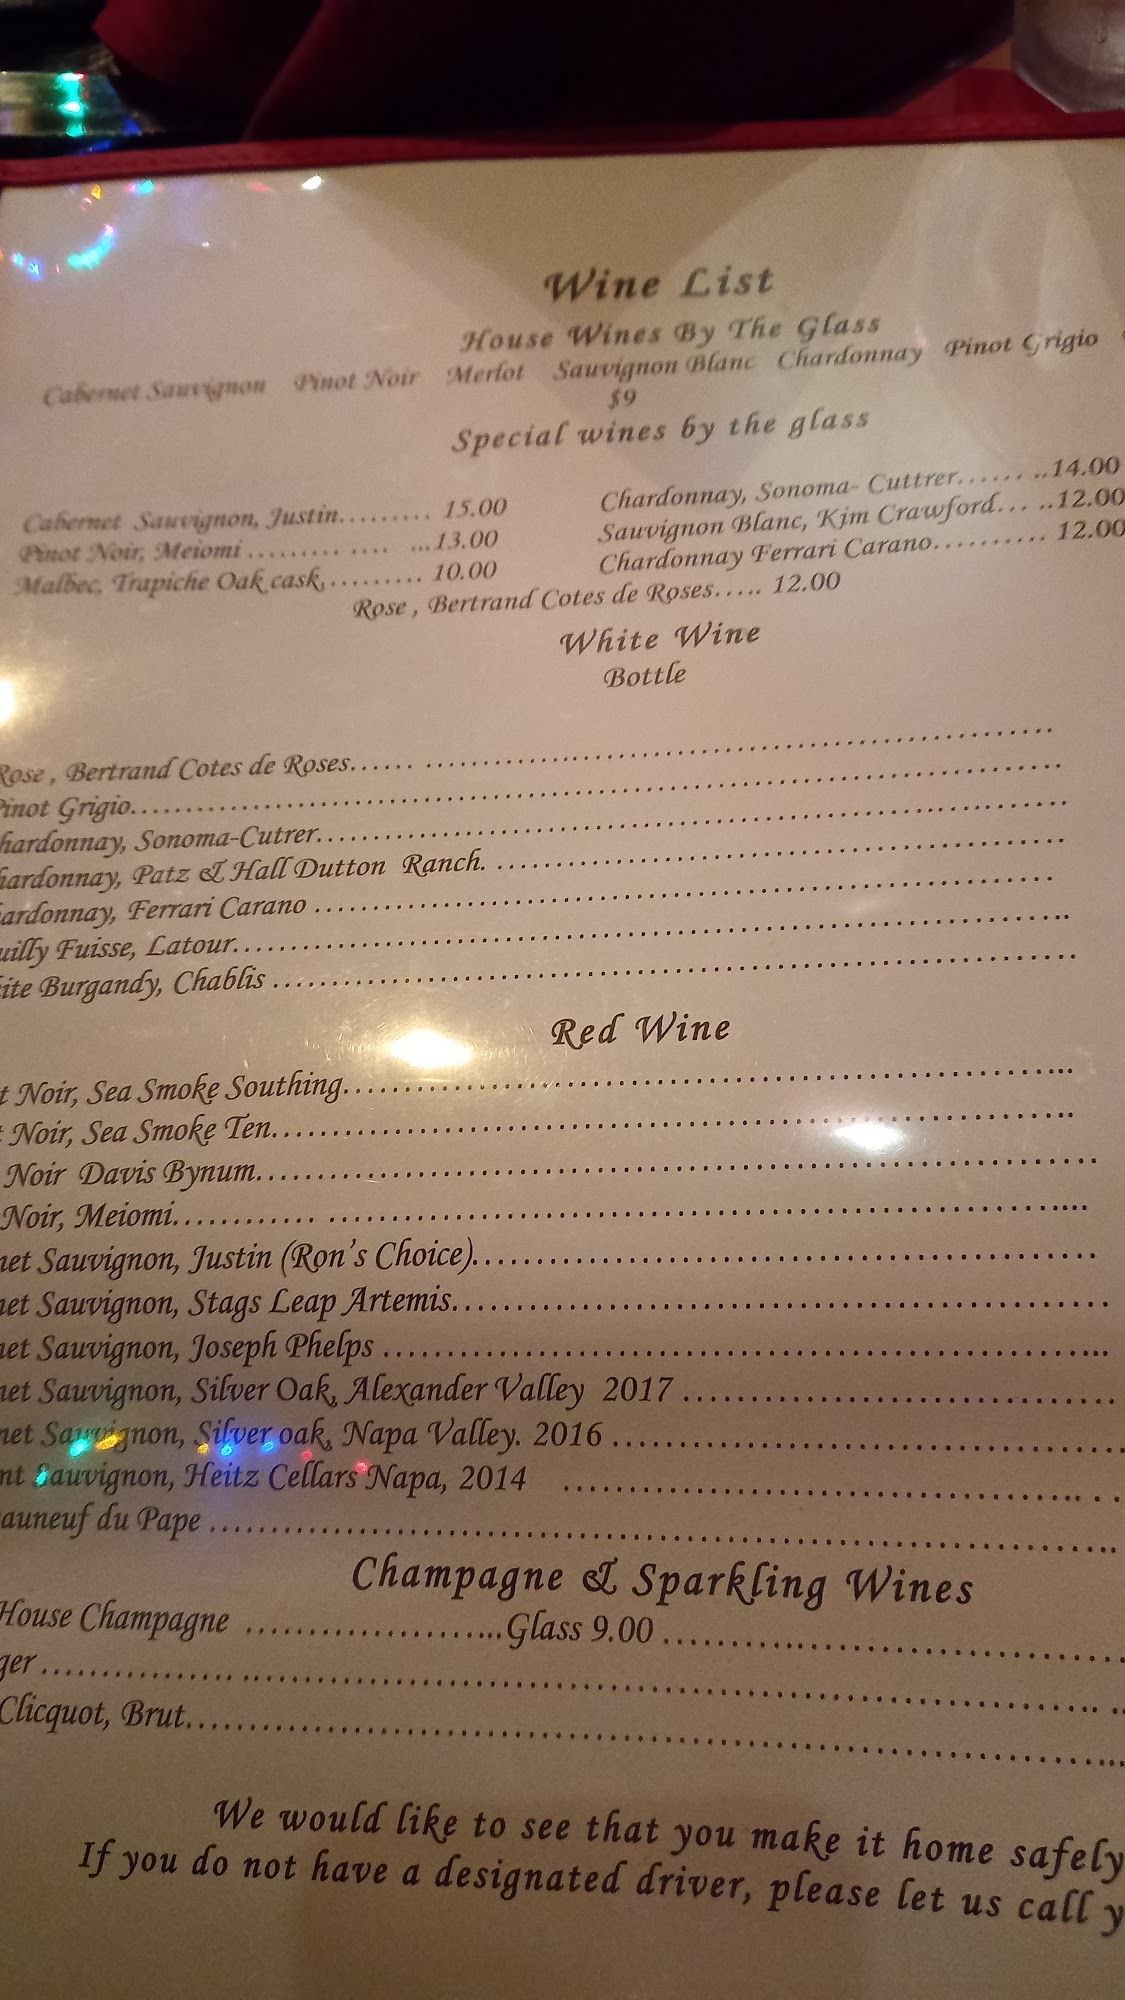 Wine List
House Wines By The Glass
Cabernet Sauvignon Pinot Noir Merlot Sauvignon Blanc Chardonnay Pinot Grigio
$9
Special wines by the glass
Cabernet Sauvignon, Justin......... 15.00
Pinot Noir, Meiomi ......... .... ...13.00
Malbec, Trapiche Oak cask,.......... 10.00
Chardonnay, Sonoma- Cuttrer...... ..14.00
Sauvignon Blanc, Kim Crawford... ..12.00
Chardonnay Ferrari Carano.......... 12.00
Rose , Bertrand Cotes de Roses..... 12.00
White Wine
Bottle
Rose , Bertrand Cotes de Roses......
Pinot Grigio......
hardonnay, Sonoma-Cutrer......
hardonnay, Patz & Hall Dutton Ranch. ......
ardonnay, Ferrari Carano ......
uilly Fuisse, Latour......
ite Burgandy, Chablis ......
Red Wine
t Noir, Sea Smoke Southing......
t Noir, Sea Smoke Ten......
Noir Davis Bynum......
Noir, Meiomi......
net Sauvignon, Justin (Ron's Choice)......
net Sauvignon, Stags Leap Artemis......
net Sauvignon, Joseph Phelps ......
net Sauvignon, Silver Oak, Alexander Valley 2017 ......
net Sauvignon, Silver oak, Napa Valley. 2016 ......
nt Sauvignon, Heitz Cellars Napa, 2014 ......
auneuf du Pape ......
Champagne & Sparkling Wines
House Champagne ......Glass 9.00 ......
ger ......
Clicquot, Brut......
We would like to see that you make it home safely
If you do not have a designated driver, please let us call y